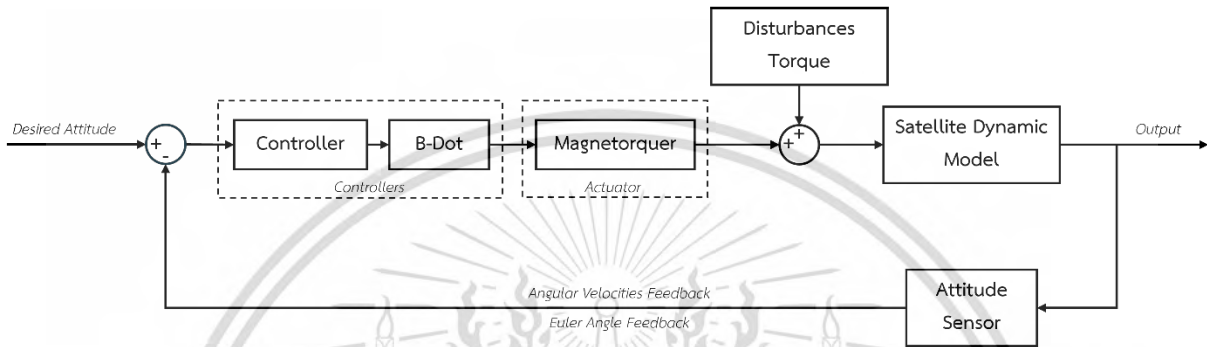 Disturbances
Torque
Desired Attitude
+
-
Controller
B-Dot
Controllers
Magnetorquer
Actuator
+
+
Satellite Dynamic
Model
Output
Angular Velocities Feedback
Euler Angle Feedback
Attitude
Sensor